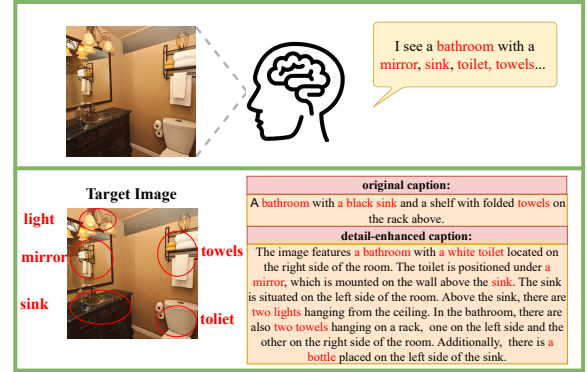 I see a bathroom with a
mirror, sink, toilet, towels...
Target Image
light
mirror
sink
towels
toliet
original caption:
A bathroom with a black sink and a shelf with folded towels on
the rack above.
detail-enhanced caption:
The image features a bathroom with a white toilet located on
the right side of the room. The toilet is positioned under a
mirror, which is mounted on the wall above the sink. The sink
is situated on the left side of the room. Above the sink, there are
two lights hanging from the ceiling. In the bathroom, there are
also two towels hanging on a rack, one on the left side and the
other on the right side of the room. Additionally, there is a
bottle placed on the left side of the sink.